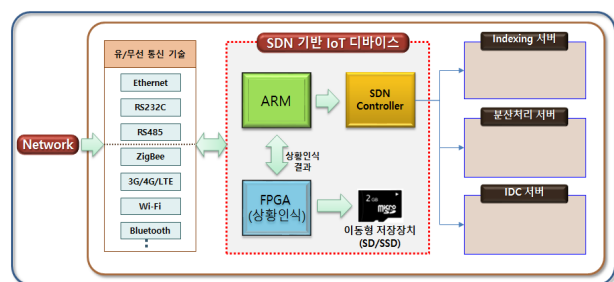 Network
유/무선 통신 기술
Ethernet
RS232C
RS485
ZigBee
3G/4G/LTE
Wi-Fi
Bluetooth
SDN 기반 IoT 디바이스
ARM
SDN
Controller
상황인식
결과
FPGA
(상황인식)
2 GB
micro
이동형 저장장치
(SD/SSD)
Indexing 서버
분산처리 서버
IDC 서버